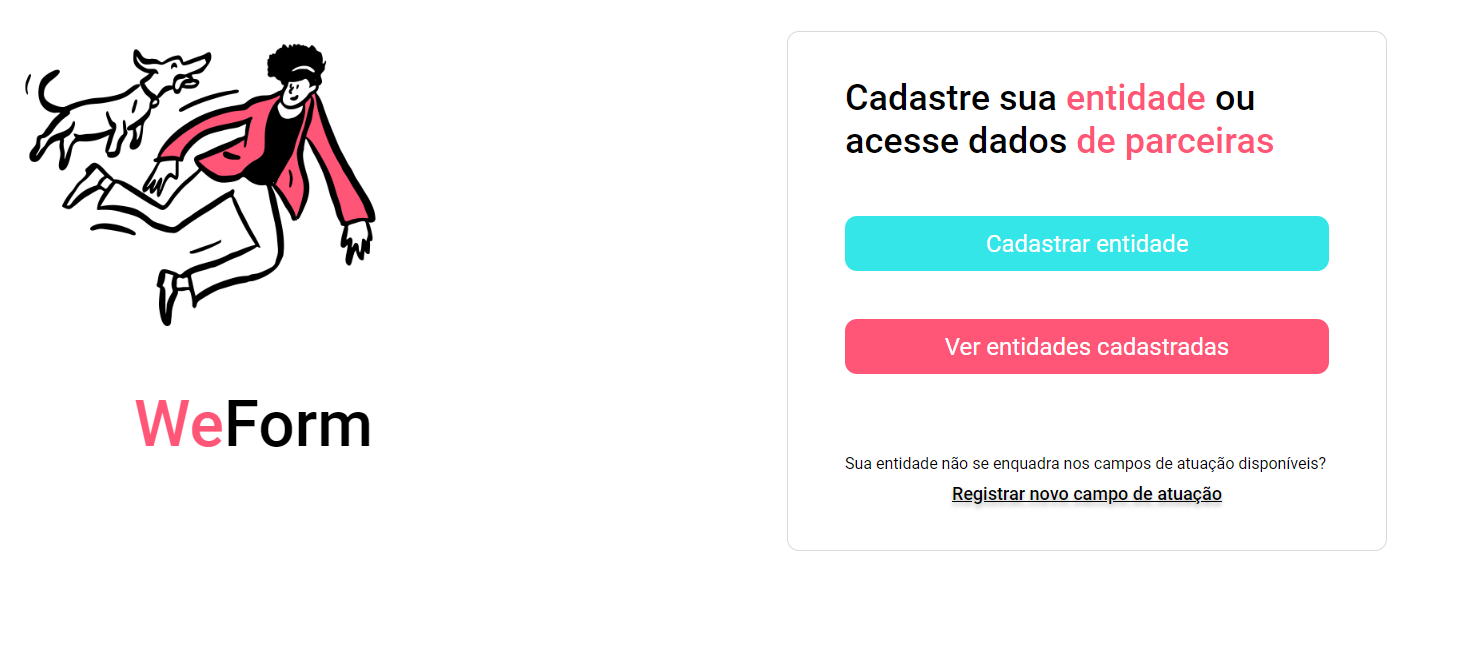 WeForm
Cadastre sua entidade ou
acesse dados de parceiras
Cadastrar entidade
Ver entidades cadastradas
Sua entidade não se enquadra nos campos de atuação disponíveis?
Registrar novo campo de atuação